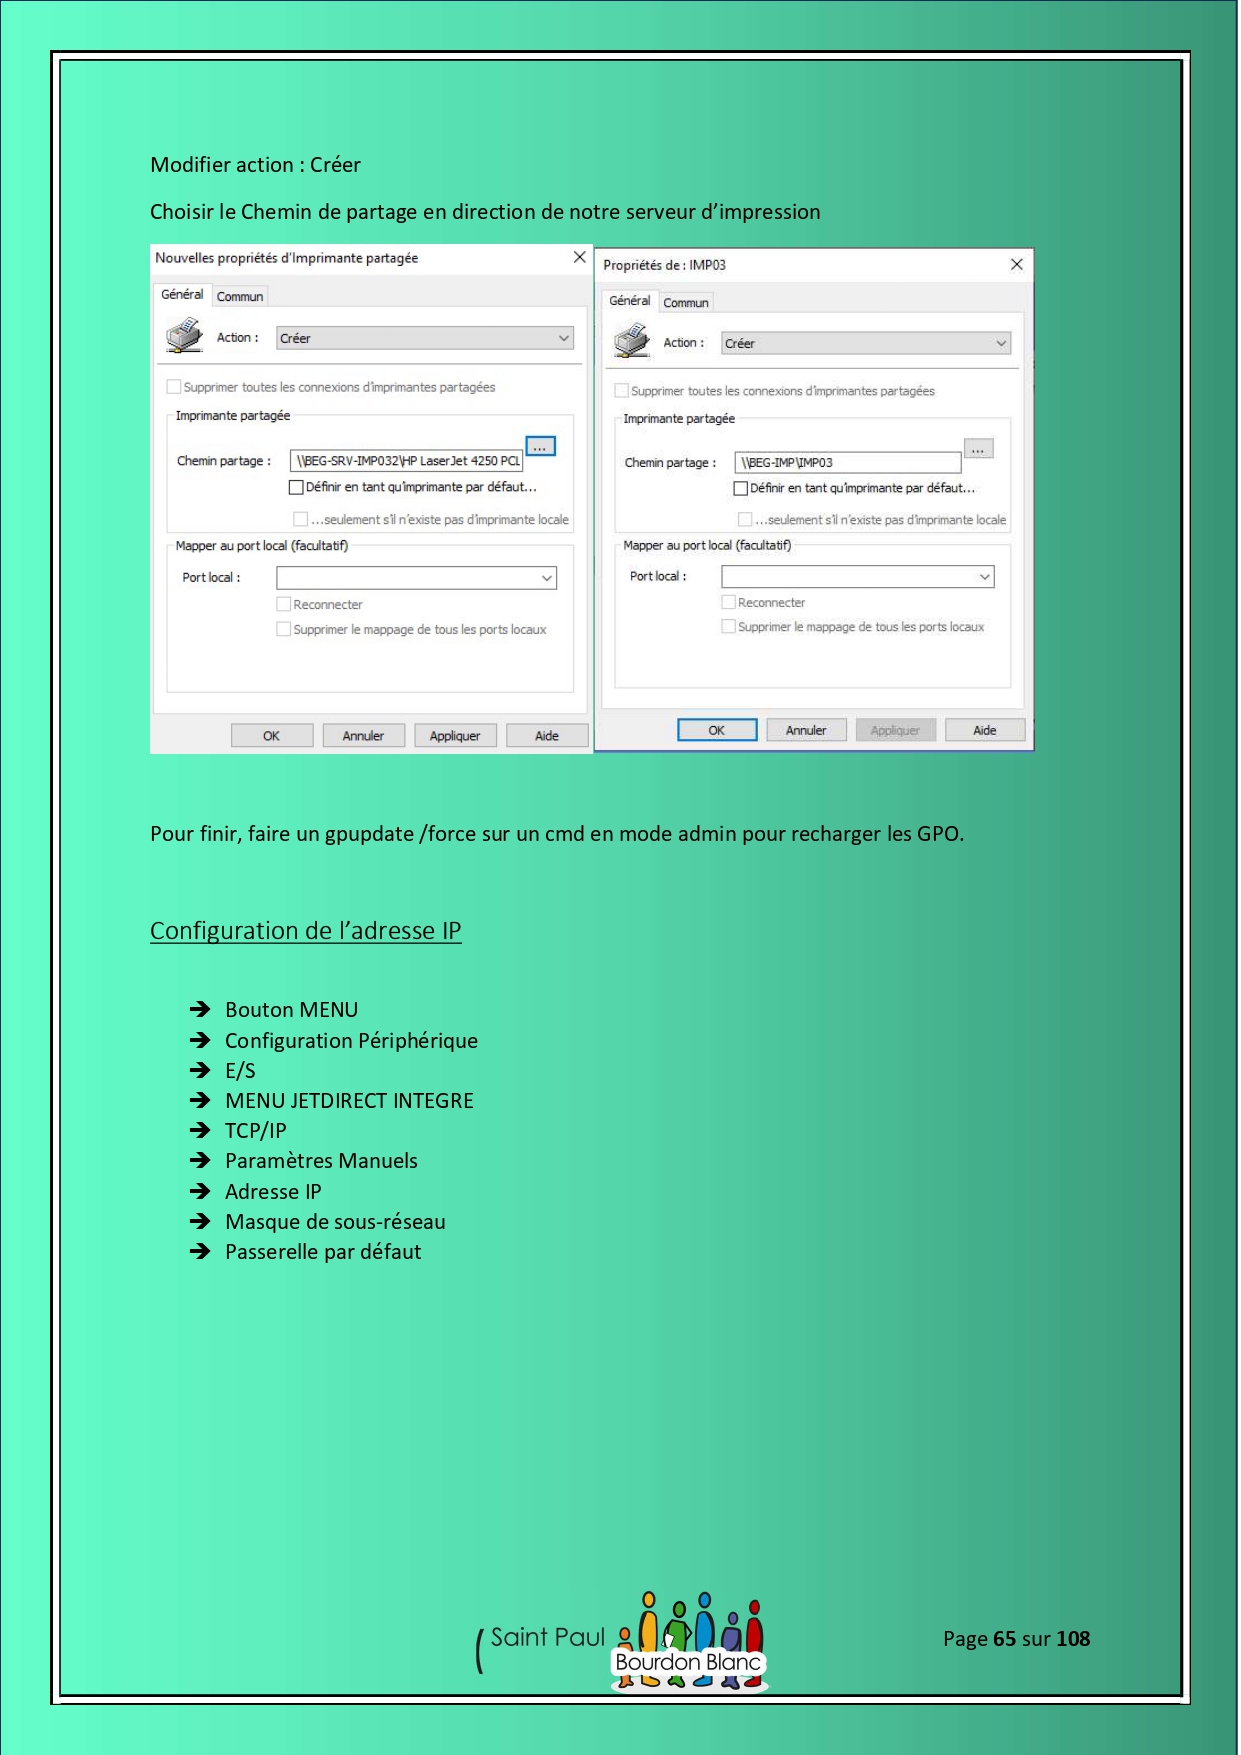 Modifier action : Créer
Choisir le Chemin de partage en direction de notre serveur d’impression
Nouvelles propriétés d'Imprimante partagée
Général Commun
Action : Créer
Supprimer toutes les connexions d'imprimantes partagées
Imprimante partagée
...
Chemin partage : \\BEG-SRV-IMP032\HP LaserJet 4250 PCL
Définir en tant qu'imprimante par défaut...
...seulement s'il n'existe pas d'imprimante locale
Mapper au port local (facultatif)
Port local :
Reconnecter
Supprimer le mappage de tous les ports locaux
OK Annuler Appliquer Aide
Propriétés de : IMP03
Général Commun
Action : Créer
Supprimer toutes les connexions d'imprimantes partagées
Imprimante partagée
...
Chemin partage : \\BEG-IMP\IMP03
Définir en tant qu'imprimante par défaut...
...seulement s'il n'existe pas d'imprimante locale
Mapper au port local (facultatif)
Port local :
Reconnecter
Supprimer le mappage de tous les ports locaux
OK Annuler Appliquer Aide
Pour finir, faire un gpupdate /force sur un cmd en mode admin pour recharger les GPO.
Configuration de l’adresse IP
➔ Bouton MENU
➔ Configuration Périphérique
➔ E/S
➔ MENU JETDIRECT INTEGRE
➔ TCP/IP
➔ Paramètres Manuels
➔ Adresse IP
➔ Masque de sous-réseau
➔ Passerelle par défaut
Saint Paul
Bourdon Blanc
Page 65 sur 108